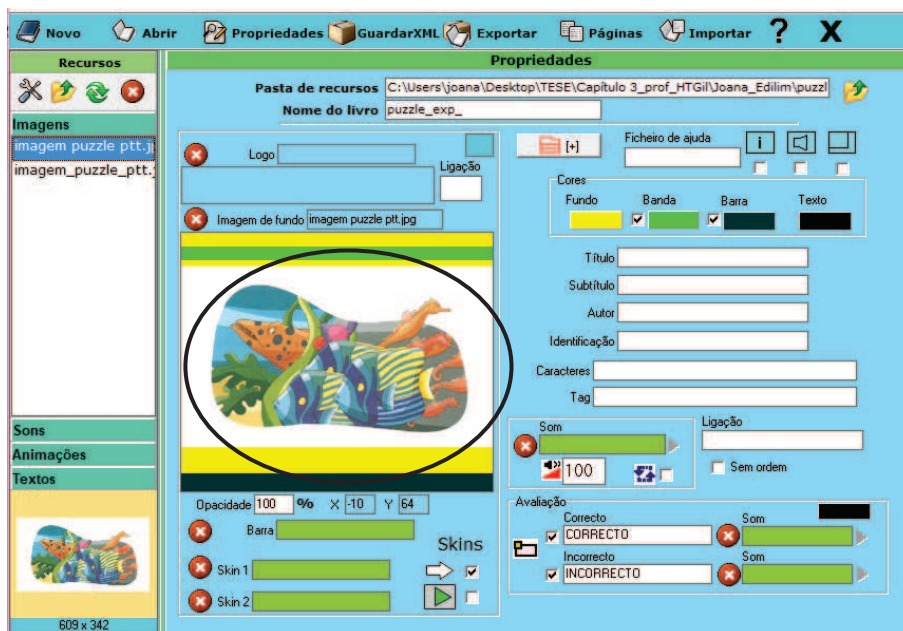 Novo Abrir Propriedades GuardarXML Exportar Páginas Importar ? X
Recursos
Propriedades
Pasta de recursos C:\Users\joana\Desktop\TESE\Capítulo 3_prof_HTGil\Joana_Edilim\puzzl
Nome do livro puzzle_exp_
Imagens
imagem puzzle ptt.j
imagem_puzzle_ptt.
Sons
Animações
Textos
609 x 342
Logo
Ligação
Imagem de fundo imagem puzzle ptt.jpg
Opacidade 100 % X -10 Y 64
Barra
Skins
Skin 1
Skin 2
[+] Ficheiro de ajuda i
Cores
Fundo Banda Barra Texto
Título
Subtítulo
Autor
Identificação
Caracteres
Tag
Som Ligação
100 Sem ordem
Avaliação
Correcto Som
CORRECTO
Incorrecto Som
INCORRECTO